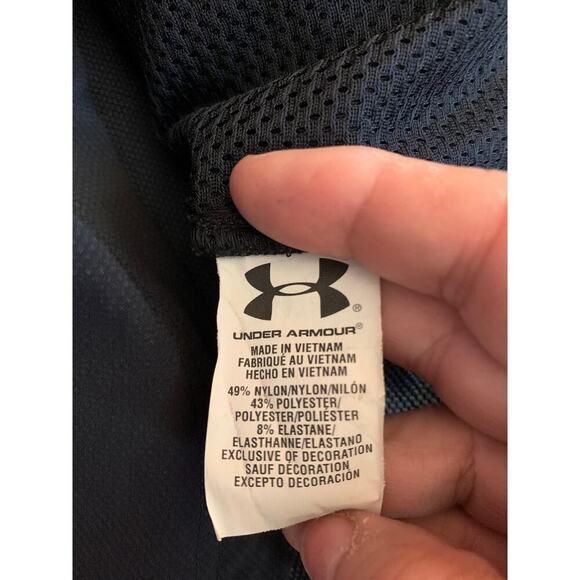 ®
UNDER ARMOUR®
MADE IN VIETNAM
FABRIQUÉ AU VIETNAM
HECHO EN VIETNAM
49% NYLON/NYLON/NILÓN
43% POLYESTER/
POLYESTER/POLIÉSTER
8% ELASTANE/
ELASTHANNE/ELASTANO
EXCLUSIVE OF DECORATION
SAUF DÉCORATION
EXCEPTO DECORACIÓN